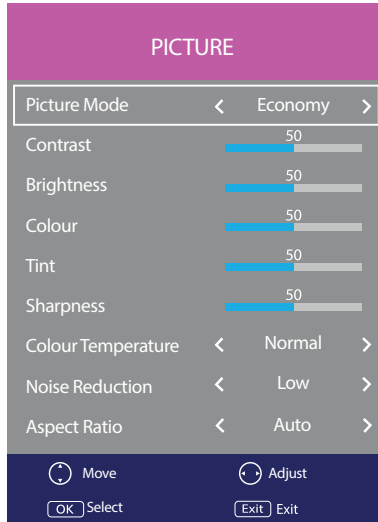 PICTURE
Picture Mode Economy
Contrast 50
Brightness 50
Colour 50
Tint 50
Sharpness 50
Colour Temperature Normal
Noise Reduction Low
Aspect Ratio Auto
Move Adjust
OK Select Exit Exit